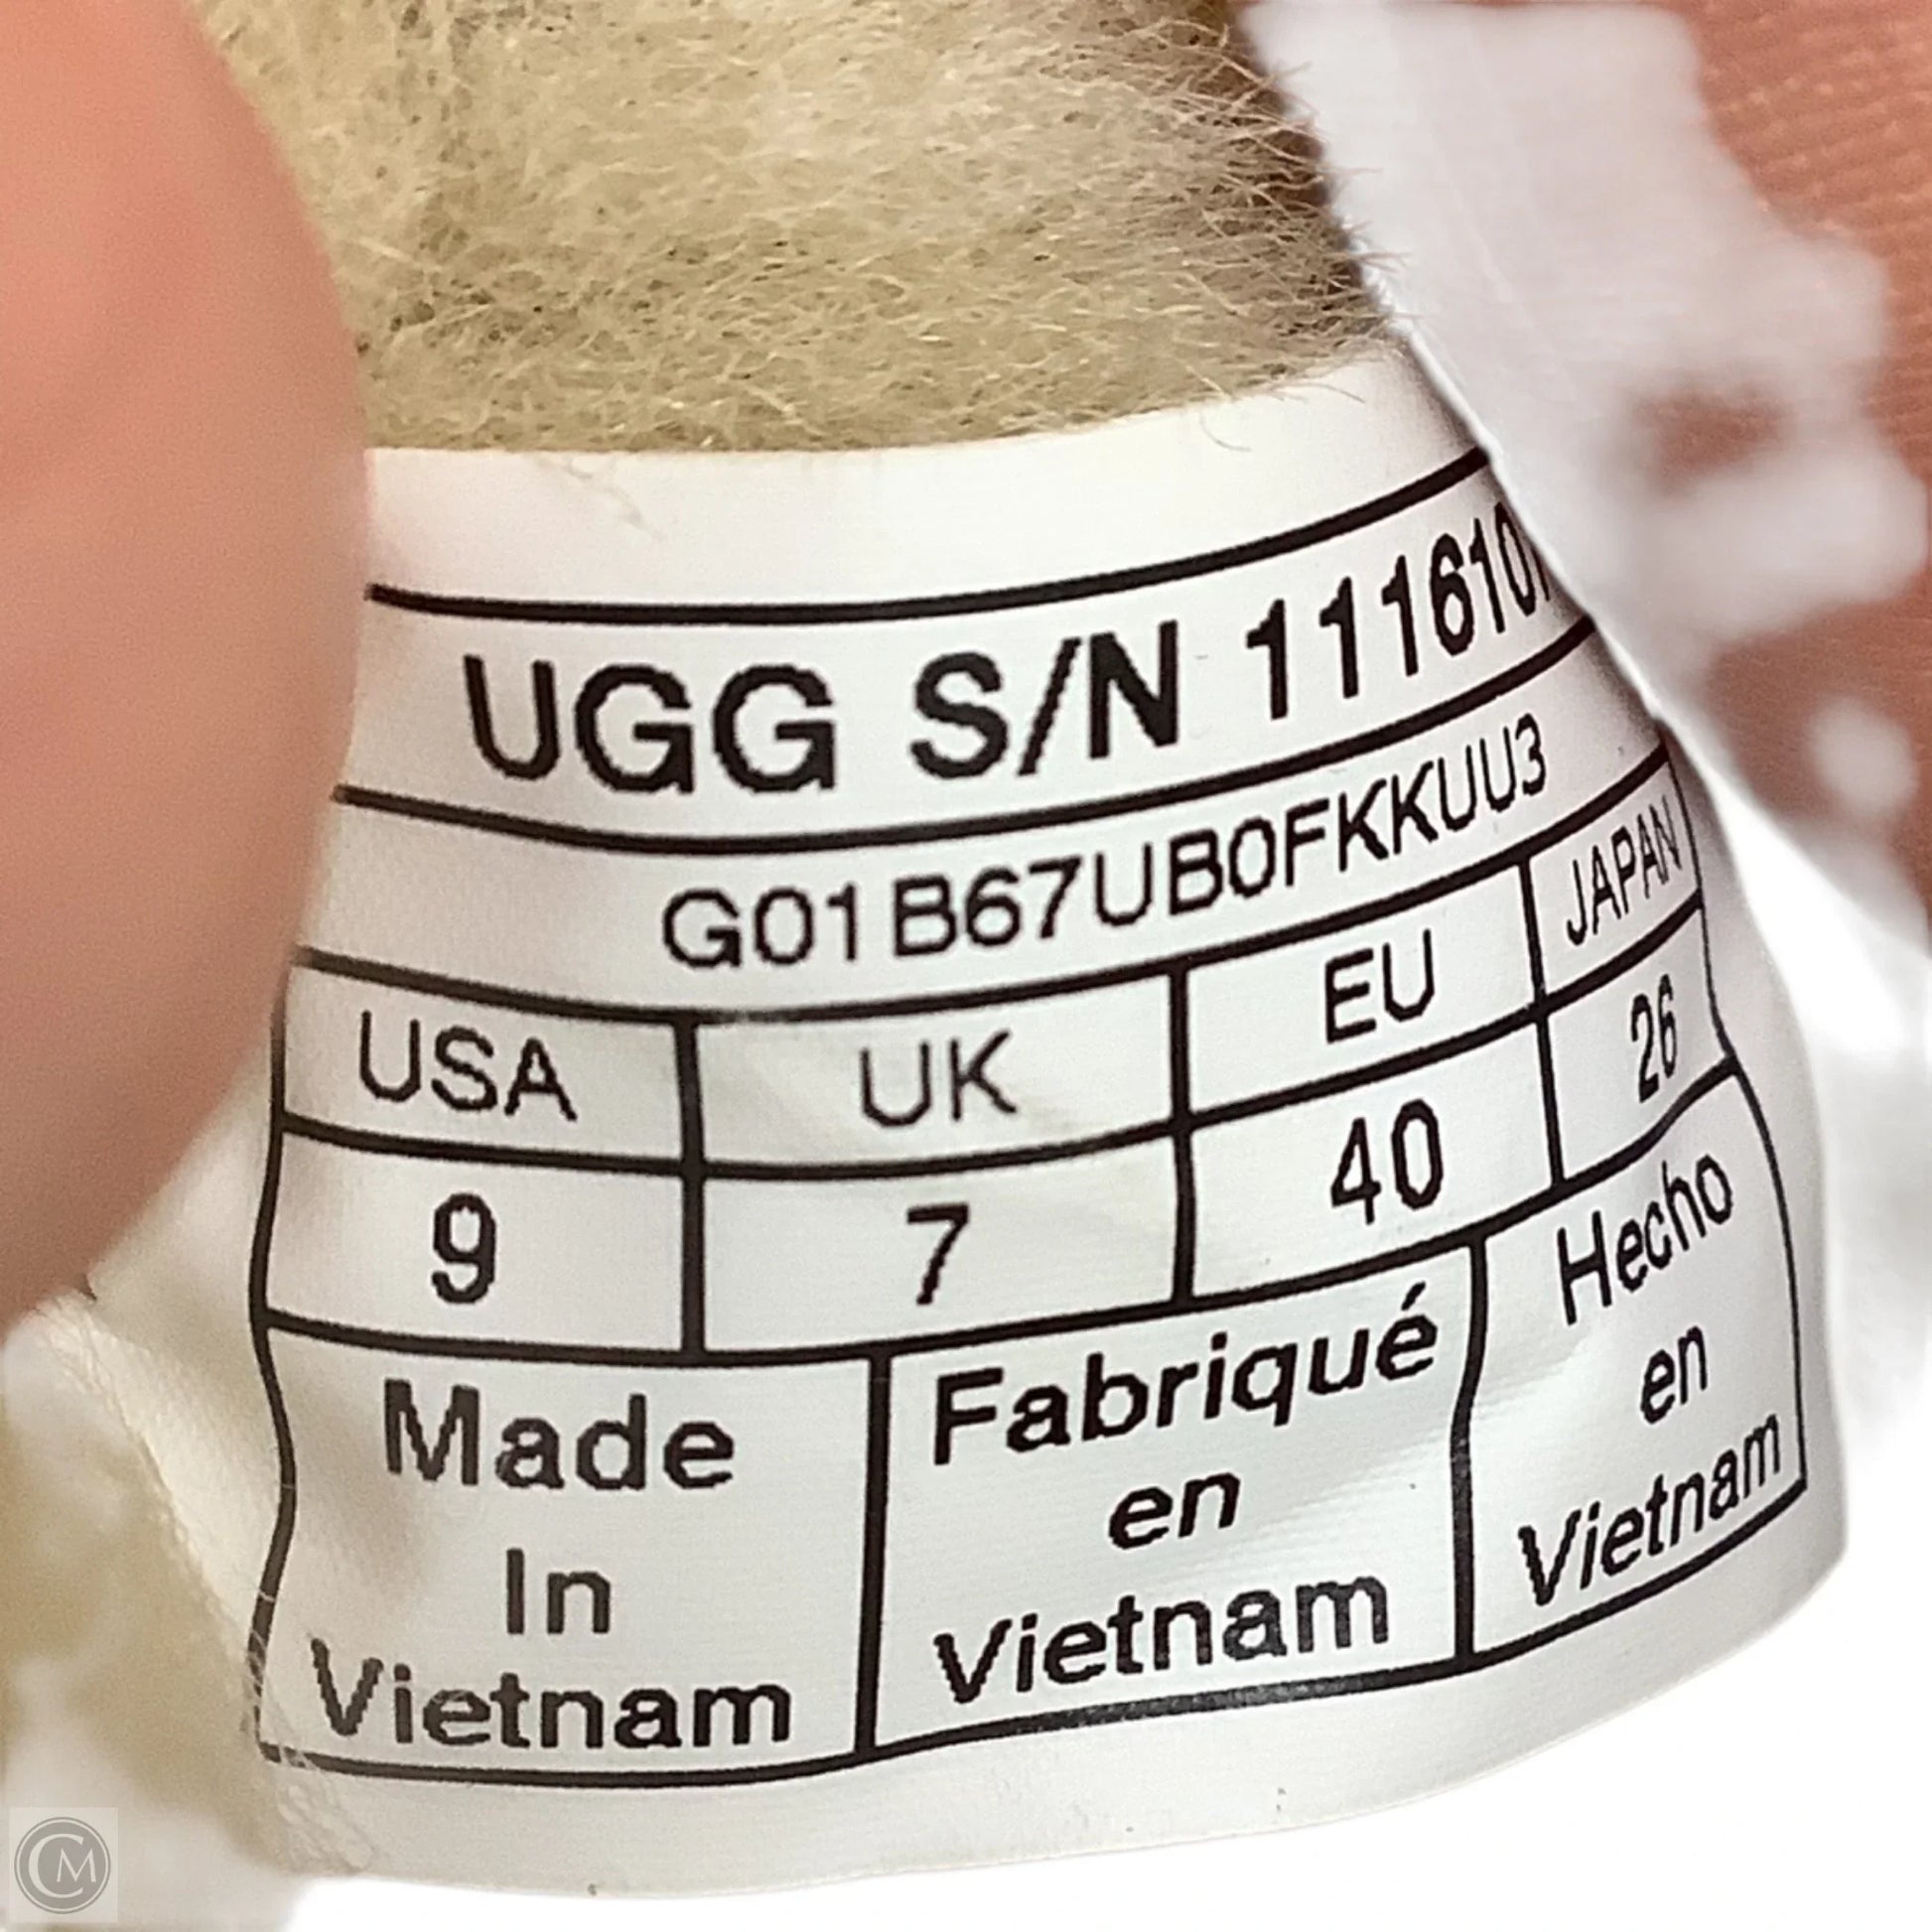 UGG S/N 111610
G01B67UB0FKKUU3
USA UK EU JAPAN
9 7 40 26
Made
In
Vietnam
Fabriqué
en
Vietnam
Hecho
en
Vietnam
CM